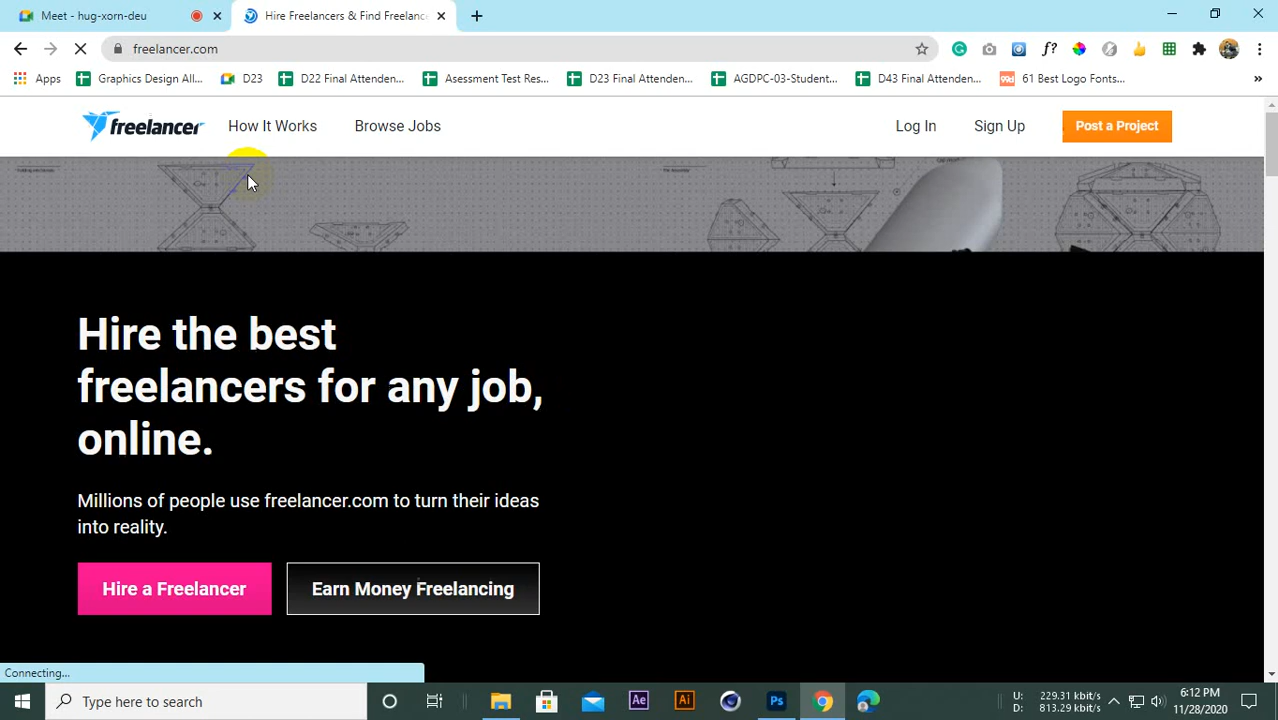 Meet - hug-xorn-deu
Hire Freelancers & Find Freelanc
freelancer.com
Apps
Graphics Design All...
D23
D22 Final Attenden...
Asessment Test Res...
D23 Final Attenden...
AGDPC-03-Student...
D43 Final Attenden...
61 Best Logo Fonts...
freelancer
How It Works
Browse Jobs
Log In
Sign Up
Post a Project
Hire the best
freelancers for any job,
online.
Millions of people use freelancer.com to turn their ideas
into reality.
Hire a Freelancer
Earn Money Freelancing
Connecting...
Type here to search
Ae
Ai
Ps
U: 229.31 kbit/s
D: 813.29 kbit/s
6:12 PM
11/28/2020